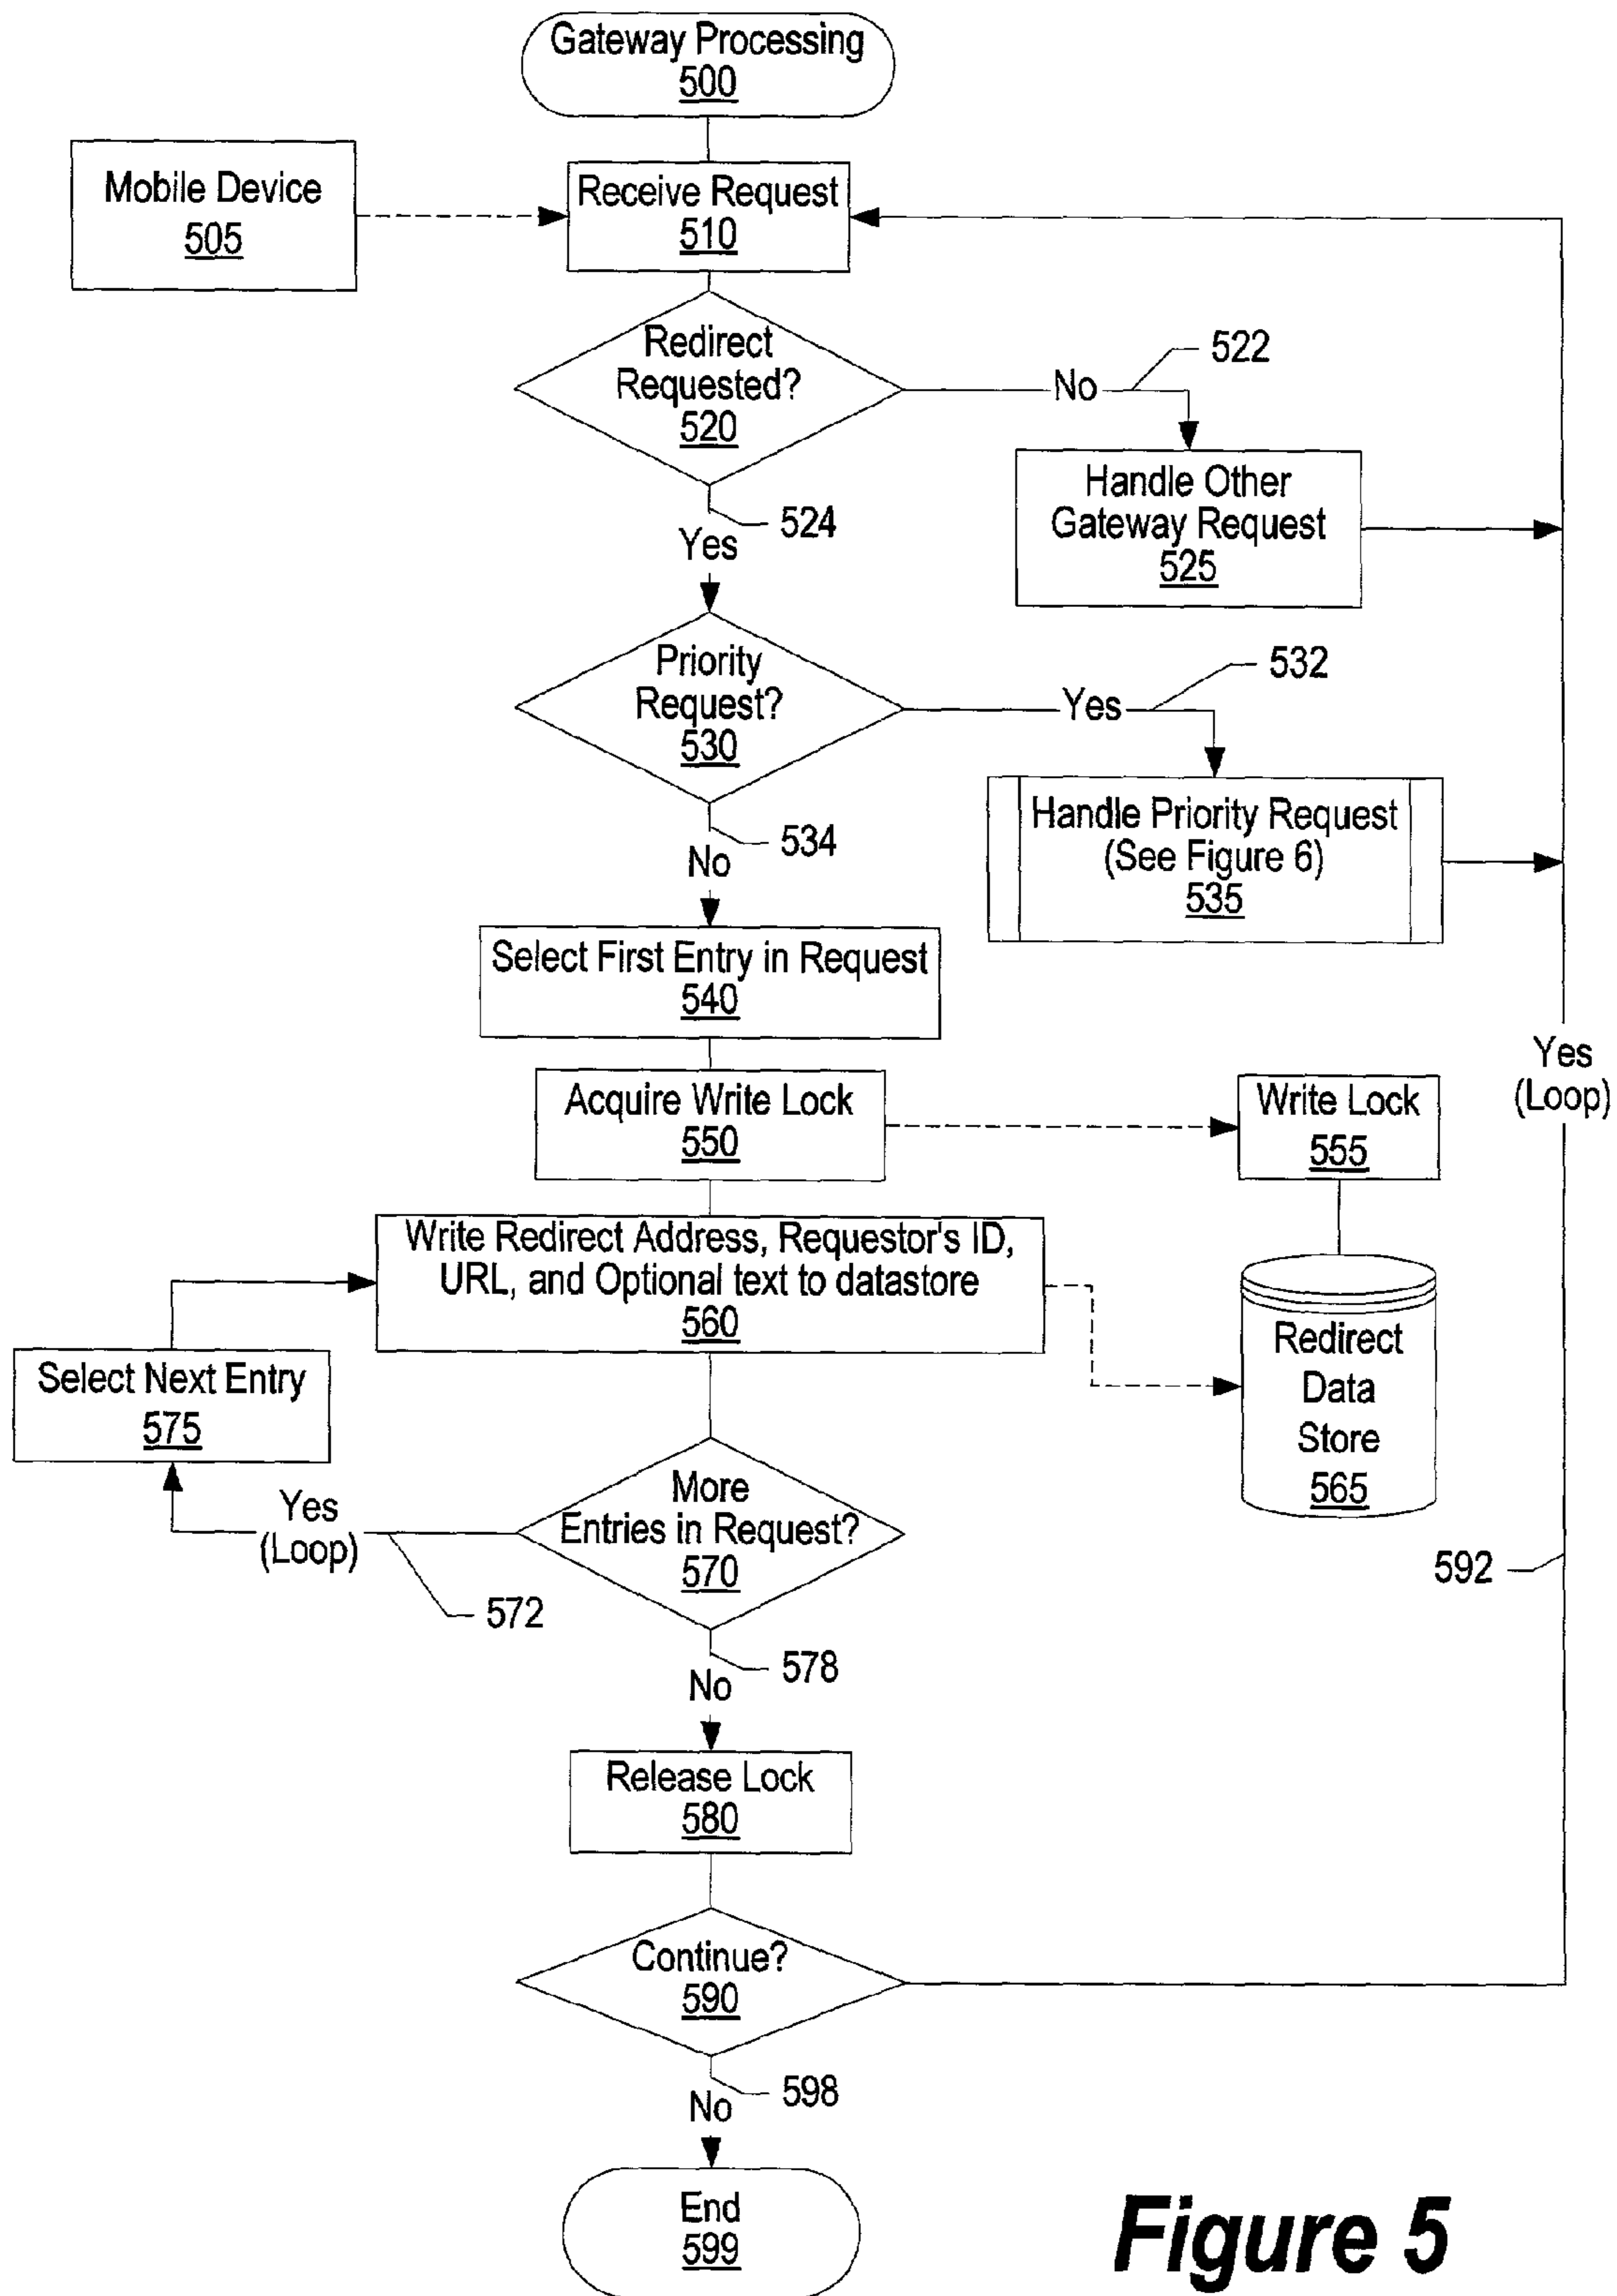 Gateway Processing
500
Mobile Device
505
Receive Request
510
Redirect
Requested?
520
No
522
Handle Other
Gateway Request
525
524
Yes
Priority
Request?
530
Yes
532
Handle Priority Request
(See Figure 6)
535
534
No
Select First Entry in Request
540
Yes
(Loop)
Acquire Write Lock
550
Write Lock
555
Write Redirect Address, Requestor's ID,
URL, and Optional text to datastore
560
Redirect
Data
Store
565
Select Next Entry
575
More
Entries in Request?
570
Yes
(Loop)
572
592
578
No
Release Lock
580
Continue?
590
598
No
End
599
Figure 5